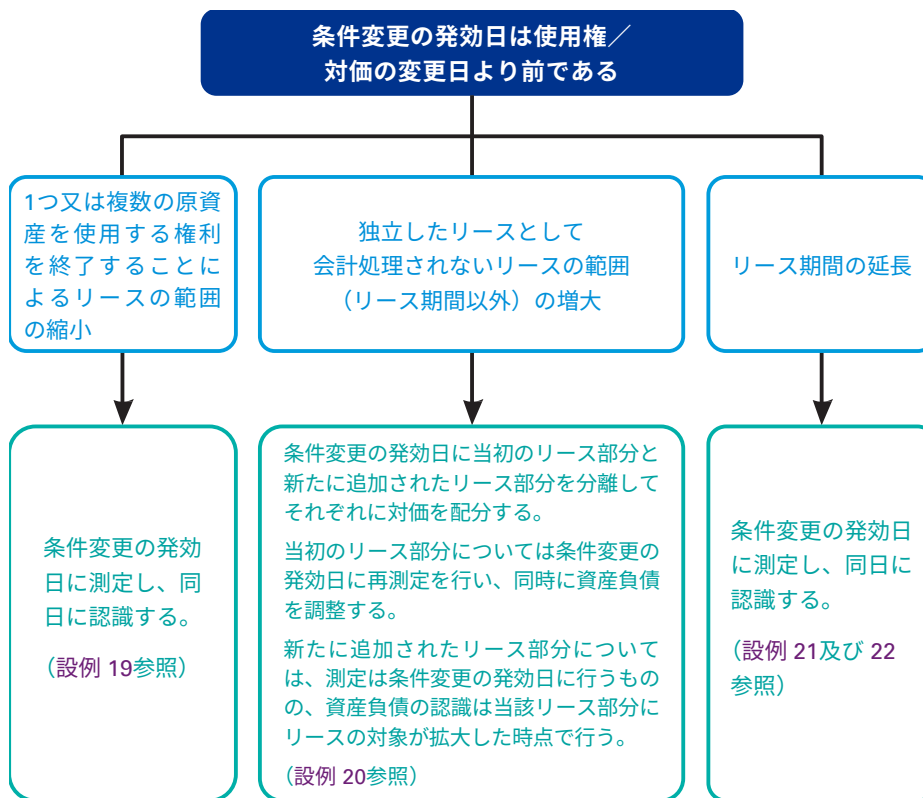 条件変更の発効日は使用権／
対価の変更日より前である
1つ又は複数の原資
産を使用する権利
を終了することに
よるリースの範囲
の縮小
独立したリースとして
会計処理されないリースの範囲
（リース期間以外）の増大
リース期間の延長
条件変更の発効
日に測定し、同
日に認識する。
（設例 19参照）
条件変更の発効日に当初のリース部分と
新たに追加されたリース部分を分離して
それぞれに対価を配分する。
当初のリース部分については条件変更の
発効日に再測定を行い、同時に資産負債
を調整する。
新たに追加されたリース部分について
は、測定は条件変更の発効日に行うもの
の、資産負債の認識は当該リース部分に
リースの対象が拡大した時点で行う。
（設例 20参照）
条件変更の発効日
に測定し、同日に
認識する。
（設例 21及び 22
参照）